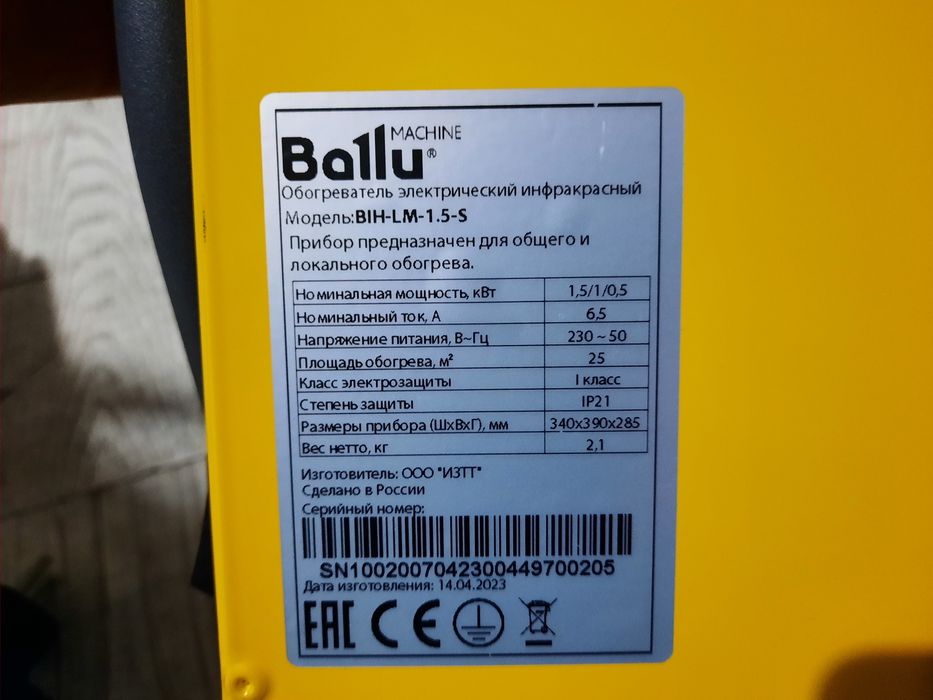 MACHINE
Ballu®
Обогреватель электрический инфракрасный
Модель:BIH-LM-1.5-S
Прибор предназначен для общего и
локального обогрева.
Номинальная мощность, кВт 1,5/1/0,5
Номинальный ток, А 6,5
Напряжение питания, В~Гц 230 ~ 50
Площадь обогрева, м² 25
Класс электрозащиты I класс
Степень защиты IP21
Размеры прибора (ШхВхГ), мм 340x390x285
Вес нетто, кг 2,1
Изготовитель: ООО "ИЗТТ"
Сделано в России
Серийный номер:
SN1002007042300449700205
Дата изготовления: 14.04.2023
EAC CE